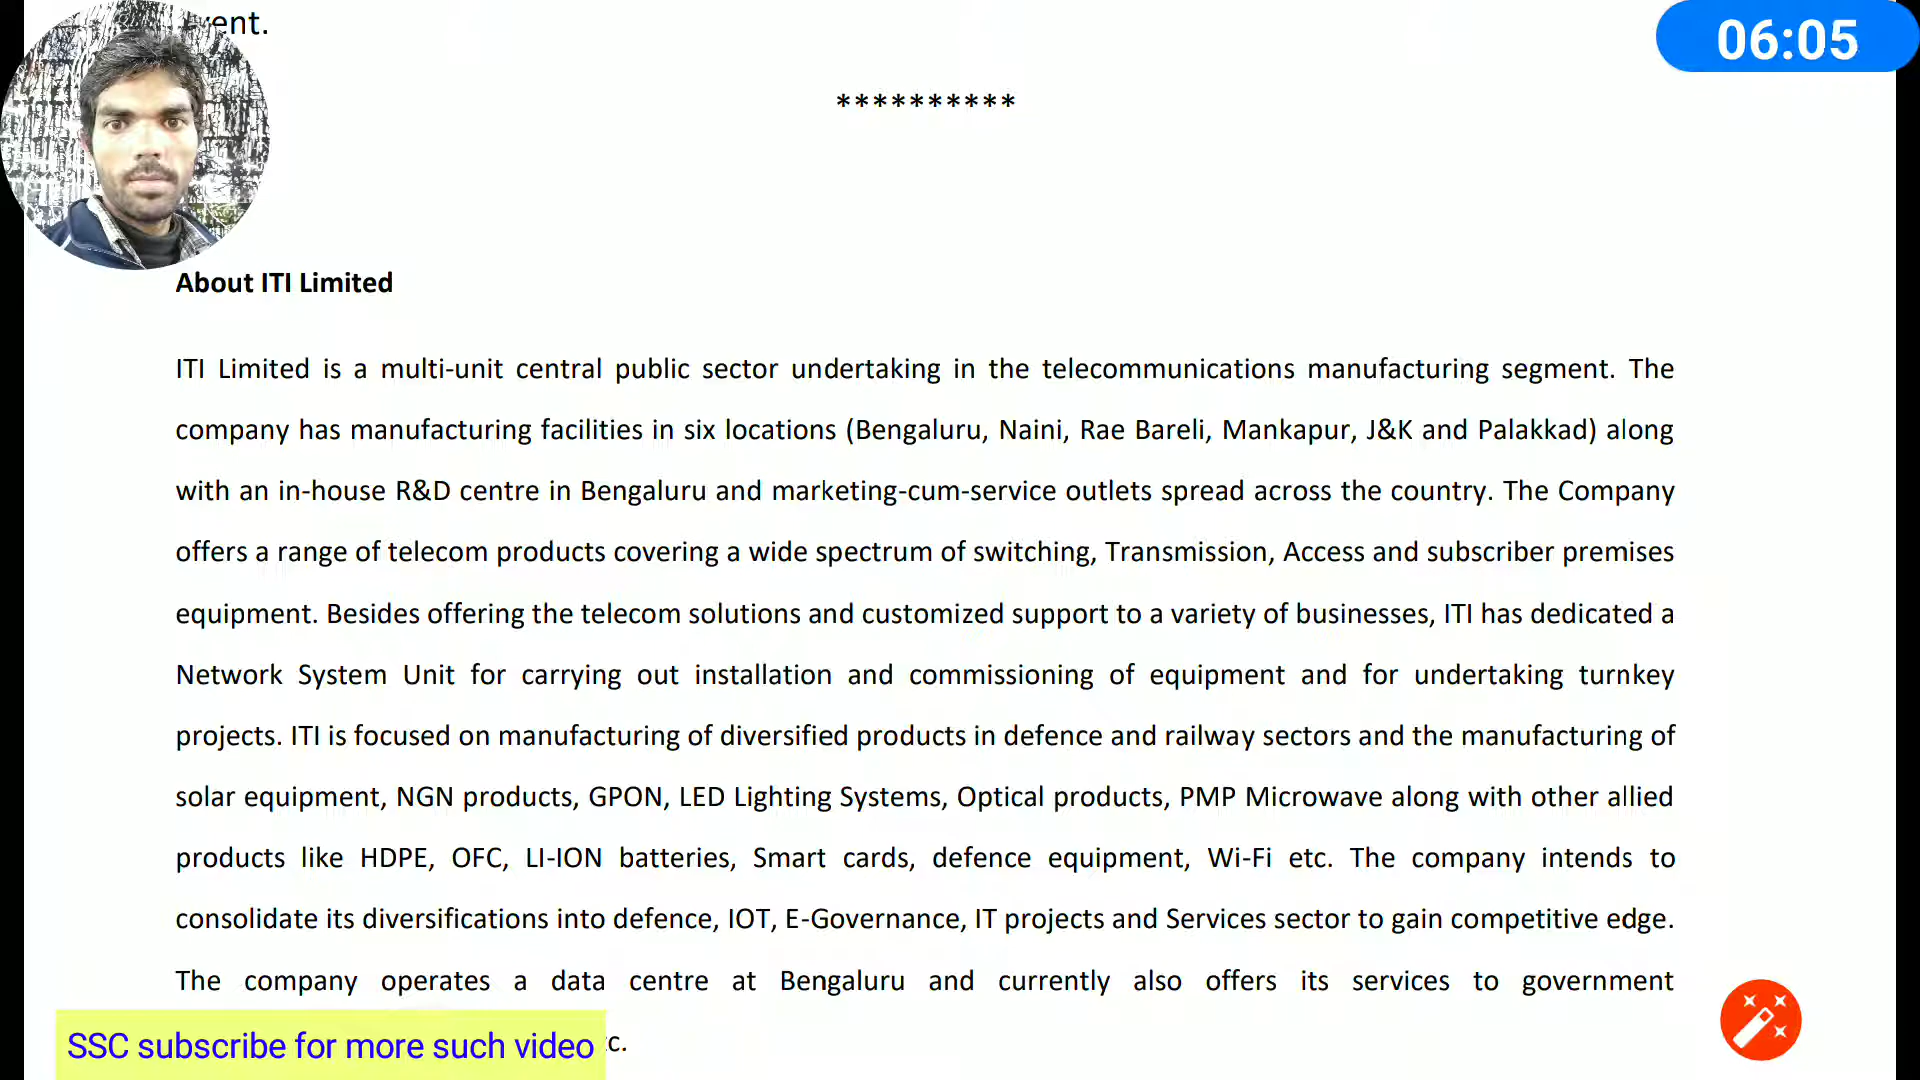 06:05
**********
About ITI Limited
ITI Limited is a multi-unit central public sector undertaking in the telecommunications manufacturing segment. The
company has manufacturing facilities in six locations (Bengaluru, Naini, Rae Bareli, Mankapur, J&K and Palakkad) along
with an in-house R&D centre in Bengaluru and marketing-cum-service outlets spread across the country. The Company
offers a range of telecom products covering a wide spectrum of switching, Transmission, Access and subscriber premises
equipment. Besides offering the telecom solutions and customized support to a variety of businesses, ITI has dedicated a
Network System Unit for carrying out installation and commissioning of equipment and for undertaking turnkey
projects. ITI is focused on manufacturing of diversified products in defence and railway sectors and the manufacturing of
solar equipment, NGN products, GPON, LED Lighting Systems, Optical products, PMP Microwave along with other allied
products like HDPE, OFC, LI-ION batteries, Smart cards, defence equipment, Wi-Fi etc. The company intends to
consolidate its diversifications into defence, IOT, E-Governance, IT projects and Services sector to gain competitive edge.
The company operates a data centre at Bengaluru and currently also offers its services to government
SSC subscribe for more such video